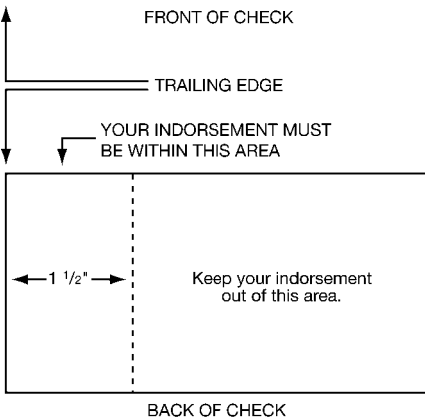 FRONT OF CHECK
TRAILING EDGE
YOUR INDORSEMENT MUST
BE WITHIN THIS AREA
1 1/2"
Keep your indorsement
out of this area.
BACK OF CHECK